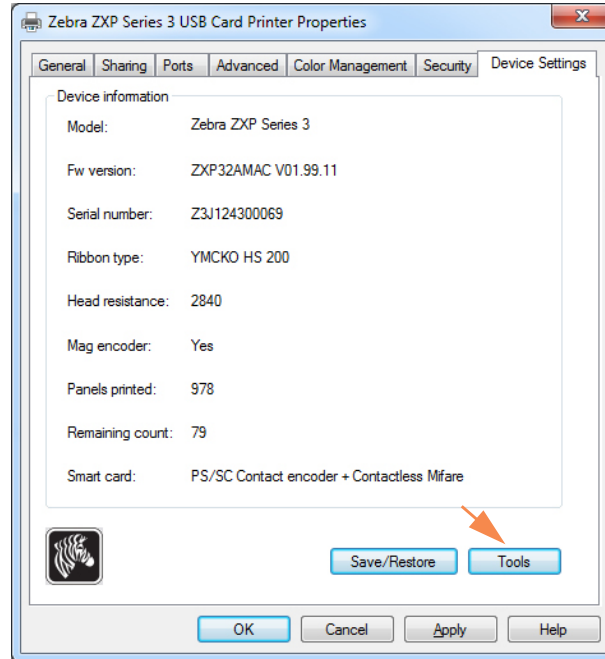 Zebra ZXP Series 3 USB Card Printer Properties
General Sharing Ports Advanced Color Management Security Device Settings
Device information
Model: Zebra ZXP Series 3
Fw version: ZXP32AMAC V01.99.11
Serial number: Z3J124300069
Ribbon type: YMCKO HS 200
Head resistance: 2840
Mag encoder: Yes
Panels printed: 978
Remaining count: 79
Smart card: PS/SC Contact encoder + Contactless Mifare
Save/Restore Tools
OK Cancel Apply Help